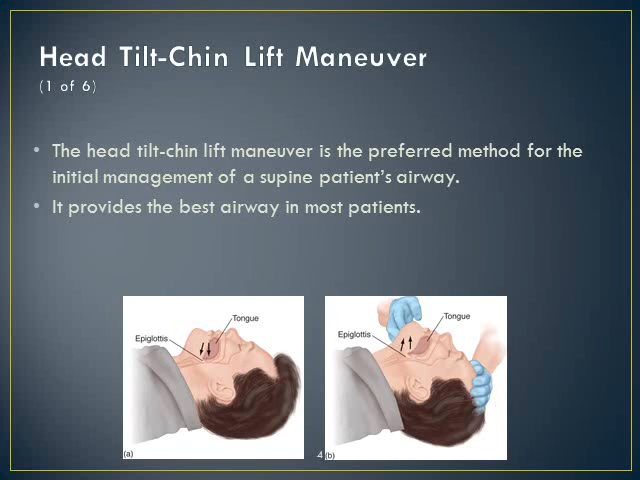 Head Tilt-Chin Lift Maneuver
(1 of 6)
• The head tilt-chin lift maneuver is the preferred method for the
initial management of a supine patient's airway.
• It provides the best airway in most patients.
Tongue
Epiglottis
(a)
Tongue
Epiglottis
4
(b)